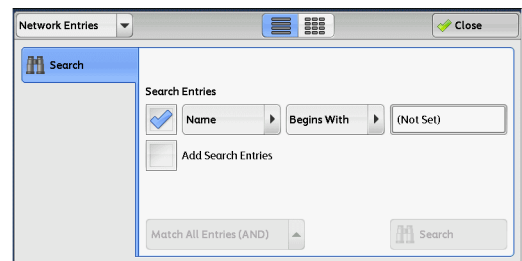 Network Entries Close
Search
Search Entries
Name Begins With (Not Set)
Add Search Entries
Match All Entries (AND) Search